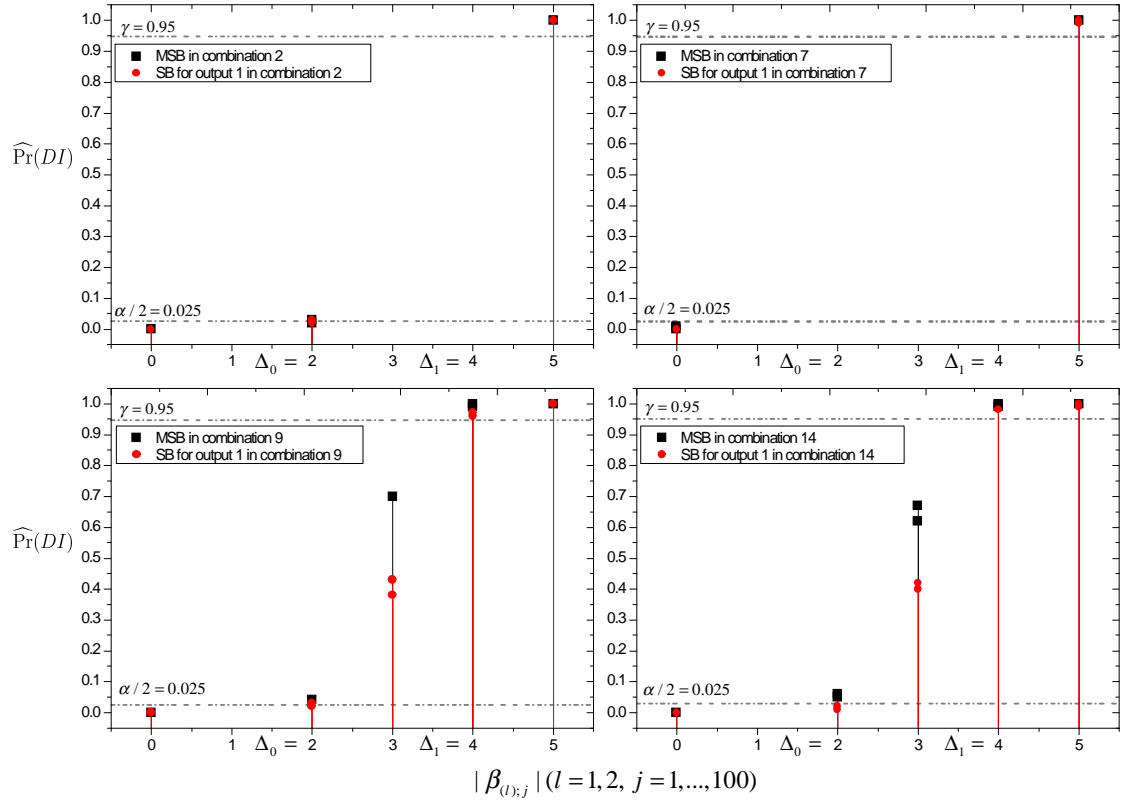 γ = 0.95
MSB in combination 2
SB for output 1 in combination 2
1.0
0.9
0.8
0.7
0.6
0.5
0.4
0.3
0.2
0.1
0.0
P̂r(DI)
α / 2 = 0.025
0 1 Δ₀ = 2 3 Δ₁ = 4 5
γ = 0.95
MSB in combination 7
SB for output 1 in combination 7
1.0
0.9
0.8
0.7
0.6
0.5
0.4
0.3
0.2
0.1
0.0
α / 2 = 0.025
0 1 Δ₀ = 2 3 Δ₁ = 4 5
γ = 0.95
MSB in combination 9
SB for output 1 in combination 9
1.0
0.9
0.8
0.7
0.6
0.5
0.4
0.3
0.2
0.1
0.0
P̂r(DI)
α / 2 = 0.025
0 1 Δ₀ = 2 3 Δ₁ = 4 5
γ = 0.95
MSB in combination 14
SB for output 1 in combination 14
1.0
0.9
0.8
0.7
0.6
0.5
0.4
0.3
0.2
0.1
0.0
α / 2 = 0.025
0 1 Δ₀ = 2 3 Δ₁ = 4 5
| β₍l₎;j | (l = 1, 2, j = 1,...,100)